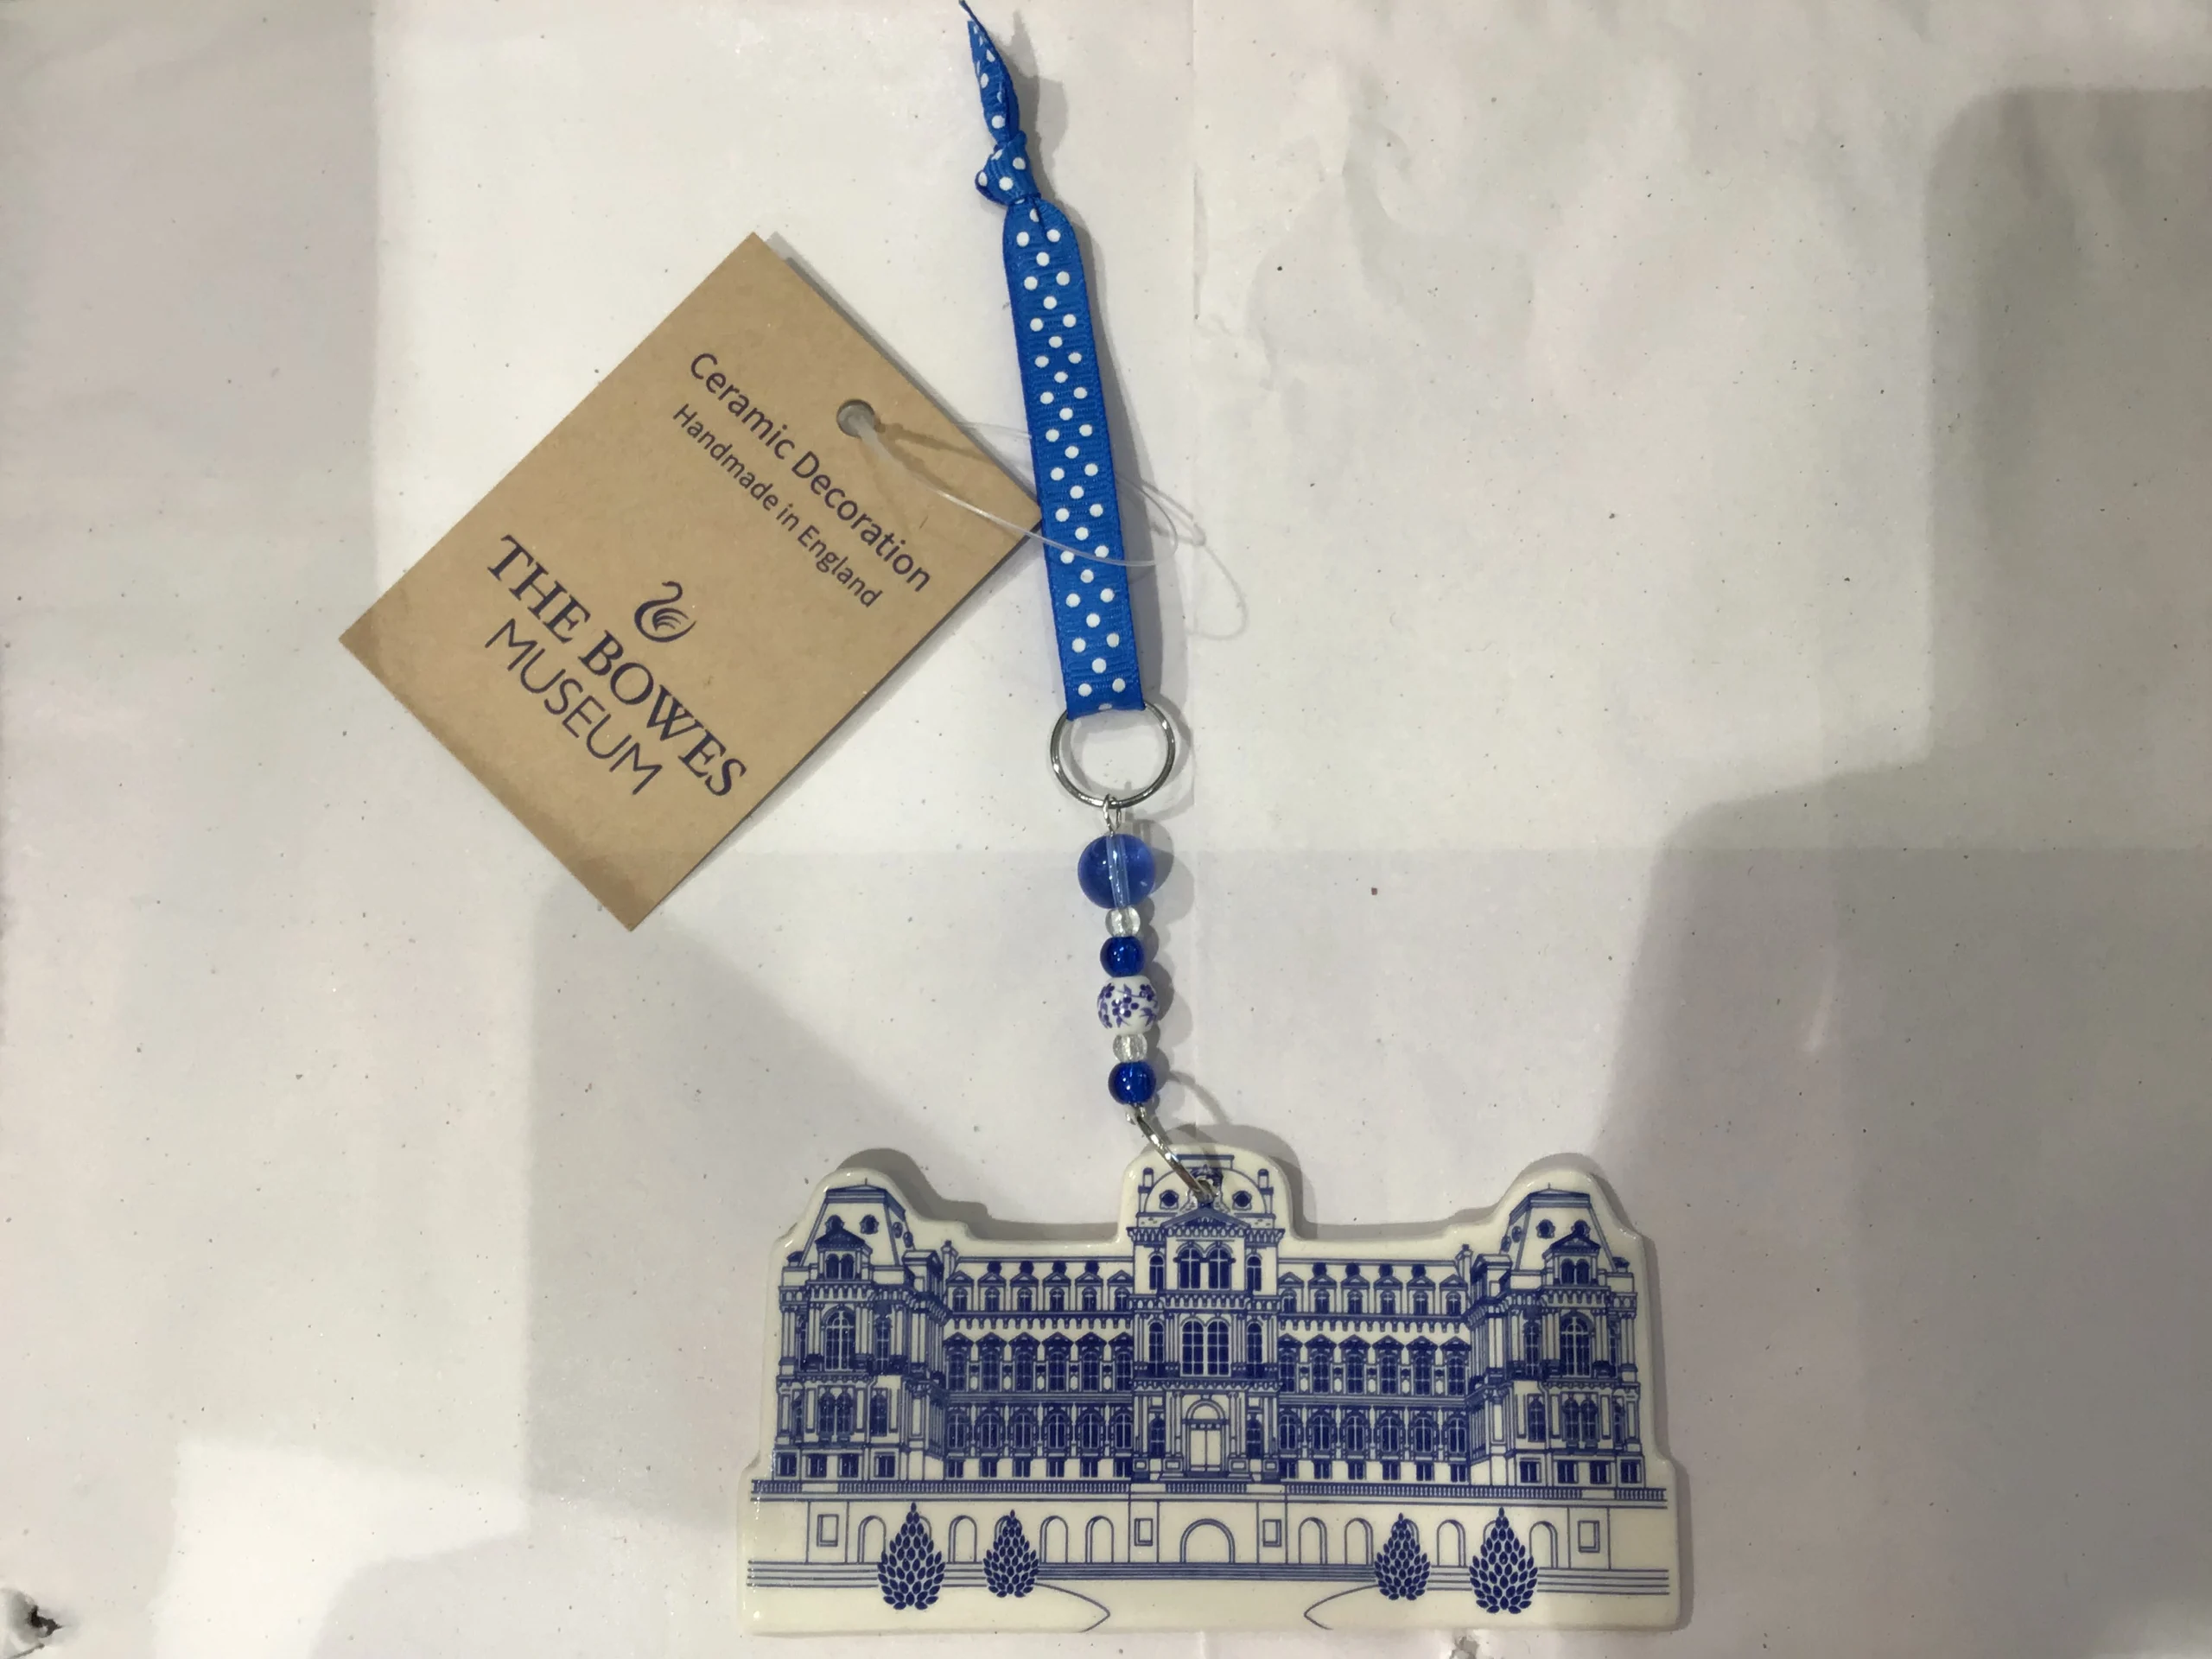 Ceramic Decoration
Handmade in England
THE BOWES
MUSEUM